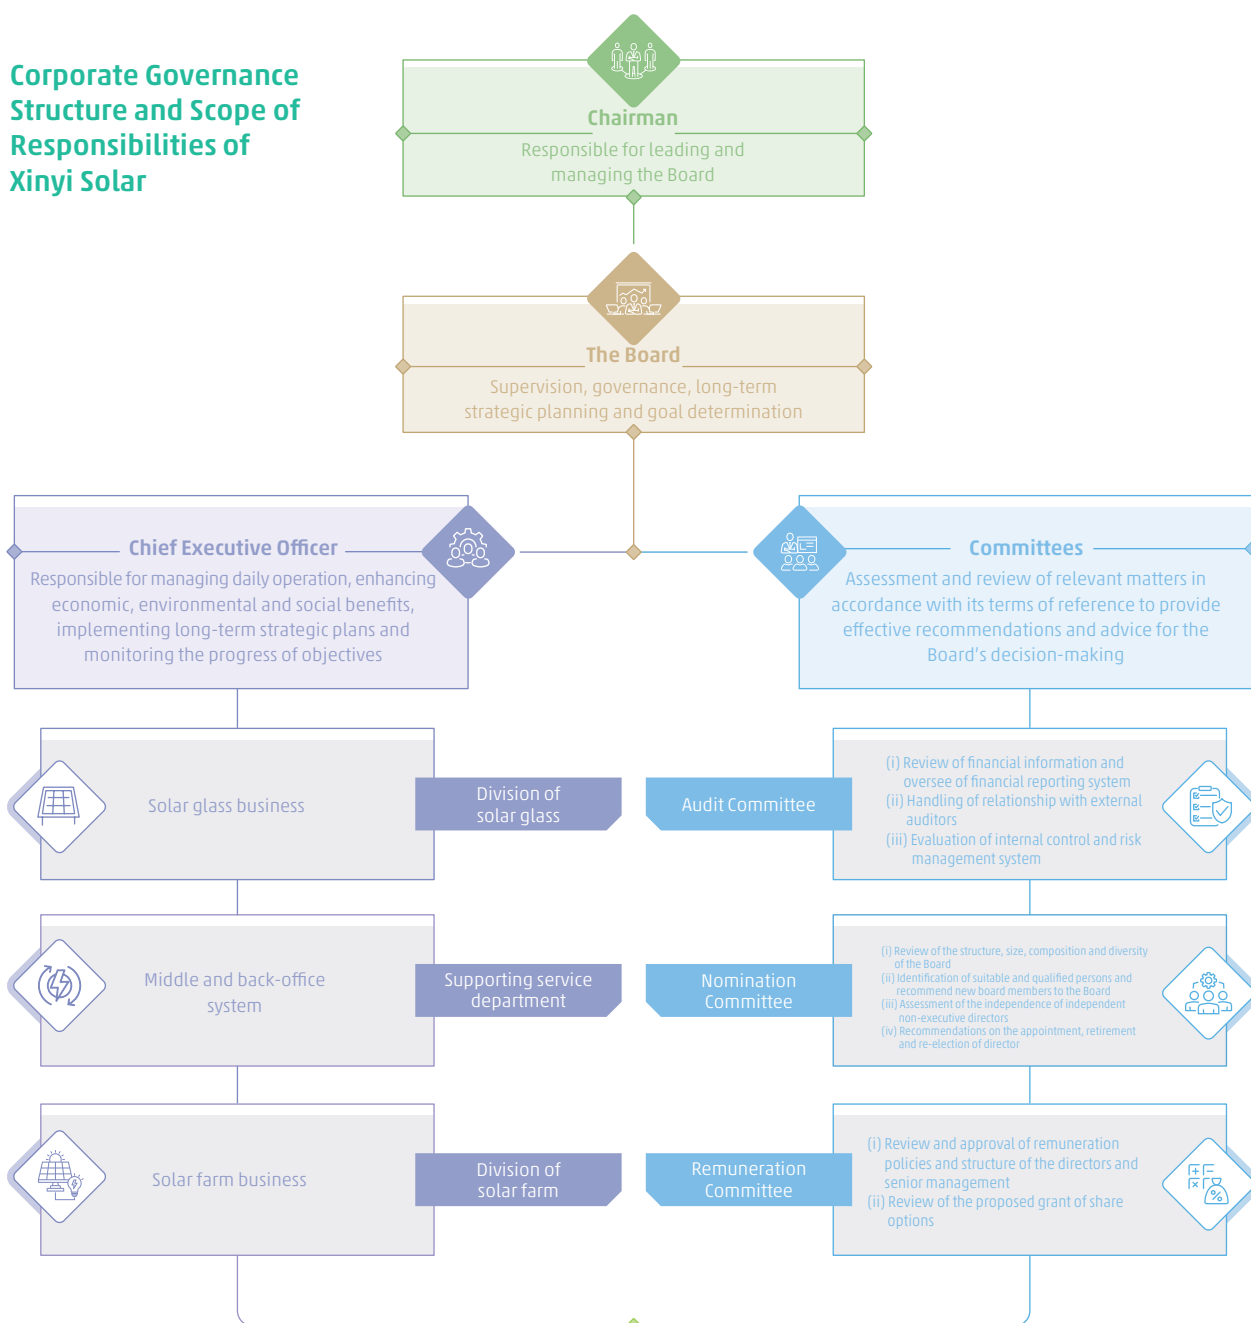 Corporate Governance
Structure and Scope of
Responsibilities of
Xinyi Solar
Chairman
Responsible for leading and
managing the Board
The Board
Supervision, governance, long-term
strategic planning and goal determination
Chief Executive Officer
Responsible for managing daily operation, enhancing
economic, environmental and social benefits,
implementing long-term strategic plans and
monitoring the progress of objectives
Committees
Assessment and review of relevant matters in
accordance with its terms of reference to provide
effective recommendations and advice for the
Board's decision-making
Solar glass business
Division of
solar glass
Audit Committee
(i) Review of financial information and
oversee of financial reporting system
(ii) Handling of relationship with external
auditors
(iii) Evaluation of internal control and risk
management system
Middle and back-office
system
Supporting service
department
Nomination
Committee
(i) Review of the structure, size, composition and diversity
of the Board
(ii) Identification of suitable and qualified persons and
recommend new board members to the Board
(iii) Assessment of the independence of independent
non-executive directors
(iv) Recommendations on the appointment, retirement
and re-election of director
Solar farm business
Division of
solar farm
Remuneration
Committee
(i) Review and approval of remuneration
policies and structure of the directors and
senior management
(ii) Review of the proposed grant of share
options